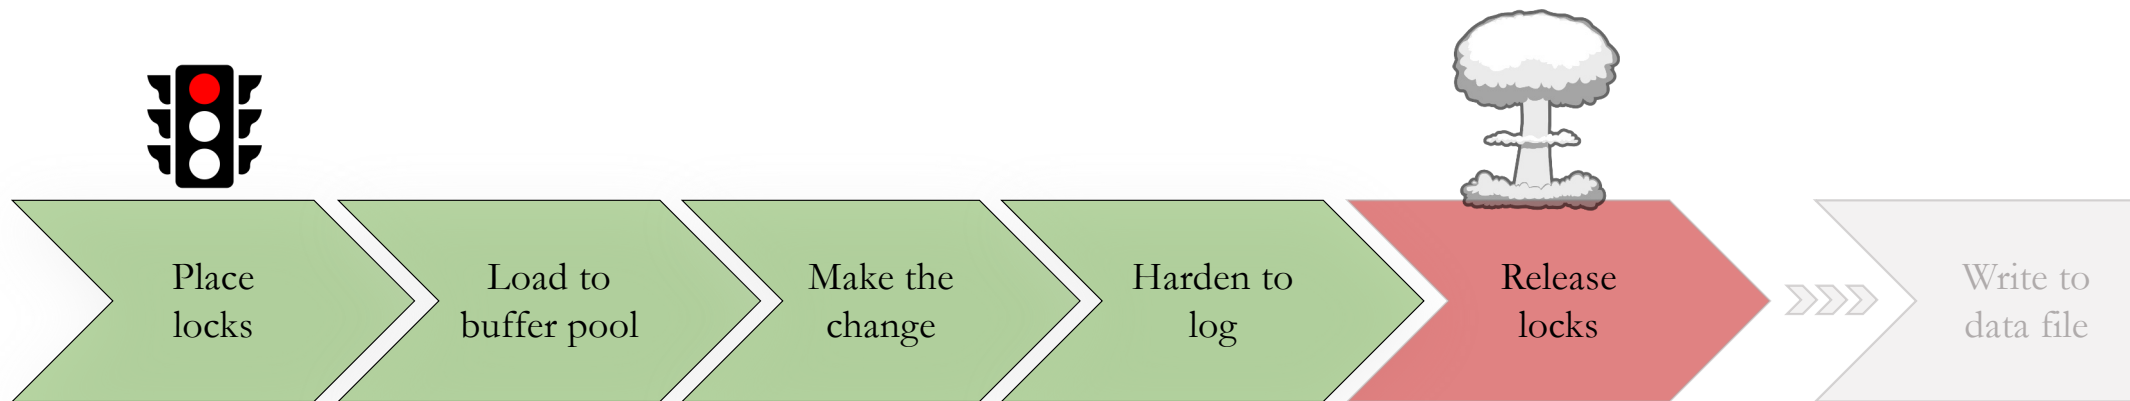 Place
locks
Load to
buffer pool
Make the
change
Harden to
log
Release
locks
Write to
data file